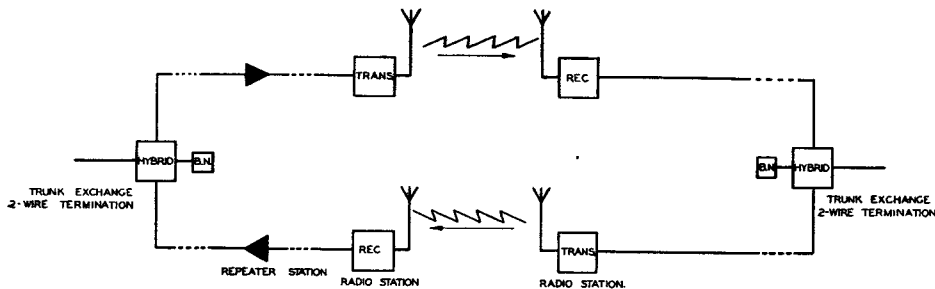 TRANS.
REC
HYBRID
B.N.
B.N
HYBRID
TRUNK EXCHANGE
2-WIRE TERMINATION
TRUNK EXCHANGE
2-WIRE TERMINATION
REC
TRANS.
REPEATER STATION
RADIO STATION
RADIO STATION.